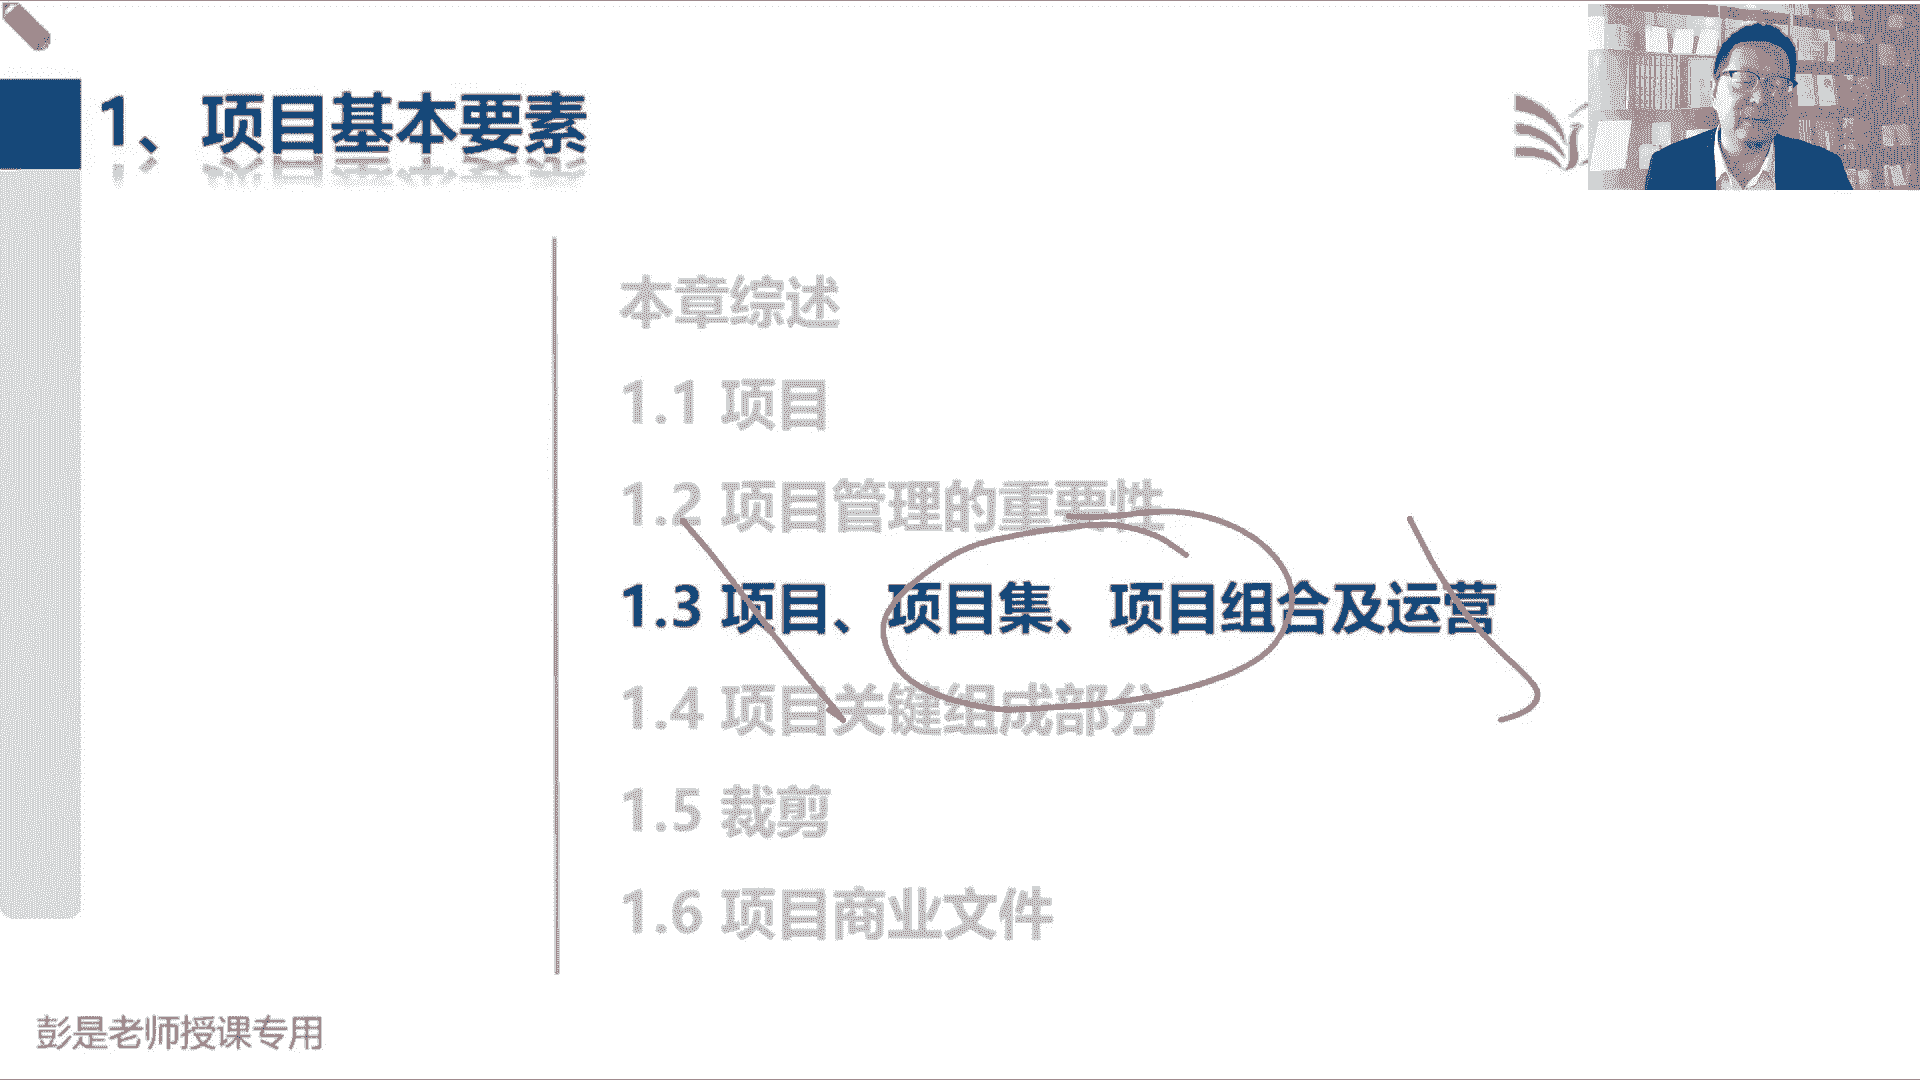 1、项目基本要素
本章综述
1.1 项目
1.2 项目管理的重要性
1.3 项目、项目集、项目组合及运营
1.4 项目关键组成部分
1.5 裁剪
1.6 项目商业文件
彭是老师授课专用